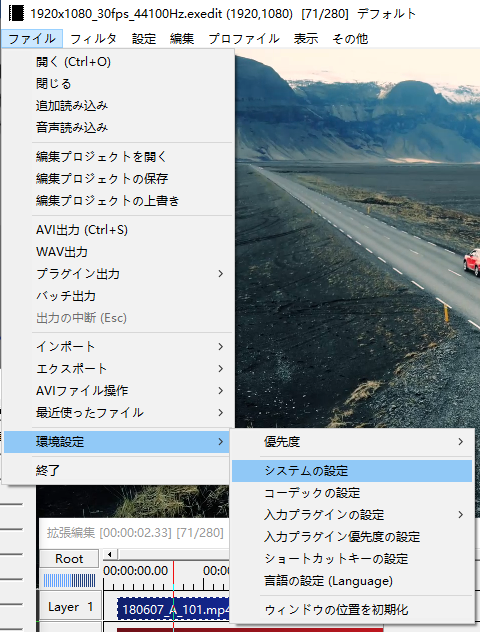 1920x1080_30fps_44100Hz.exedit (1920,1080) [71/280] デフォルト
ファイル フィルタ 設定 編集 プロファイル 表示 その他
開く (Ctrl+O)
閉じる
追加読み込み
音声読み込み
編集プロジェクトを開く
編集プロジェクトの保存
編集プロジェクトの上書き
AVI出力 (Ctrl+S)
WAV出力
プラグイン出力
バッチ出力
出力の中断 (Esc)
インポート
エクスポート
AVIファイル操作
最近使ったファイル
環境設定
終了
優先度
システムの設定
コーデックの設定
入力プラグインの設定
入力プラグイン優先度の設定
ショートカットキーの設定
言語の設定 (Language)
ウィンドウの位置を初期化
拡張編集 [00:00:02.33] [71/280]
Root
00:00:00.00 00:0
Layer 1
180607_A_101.mp4